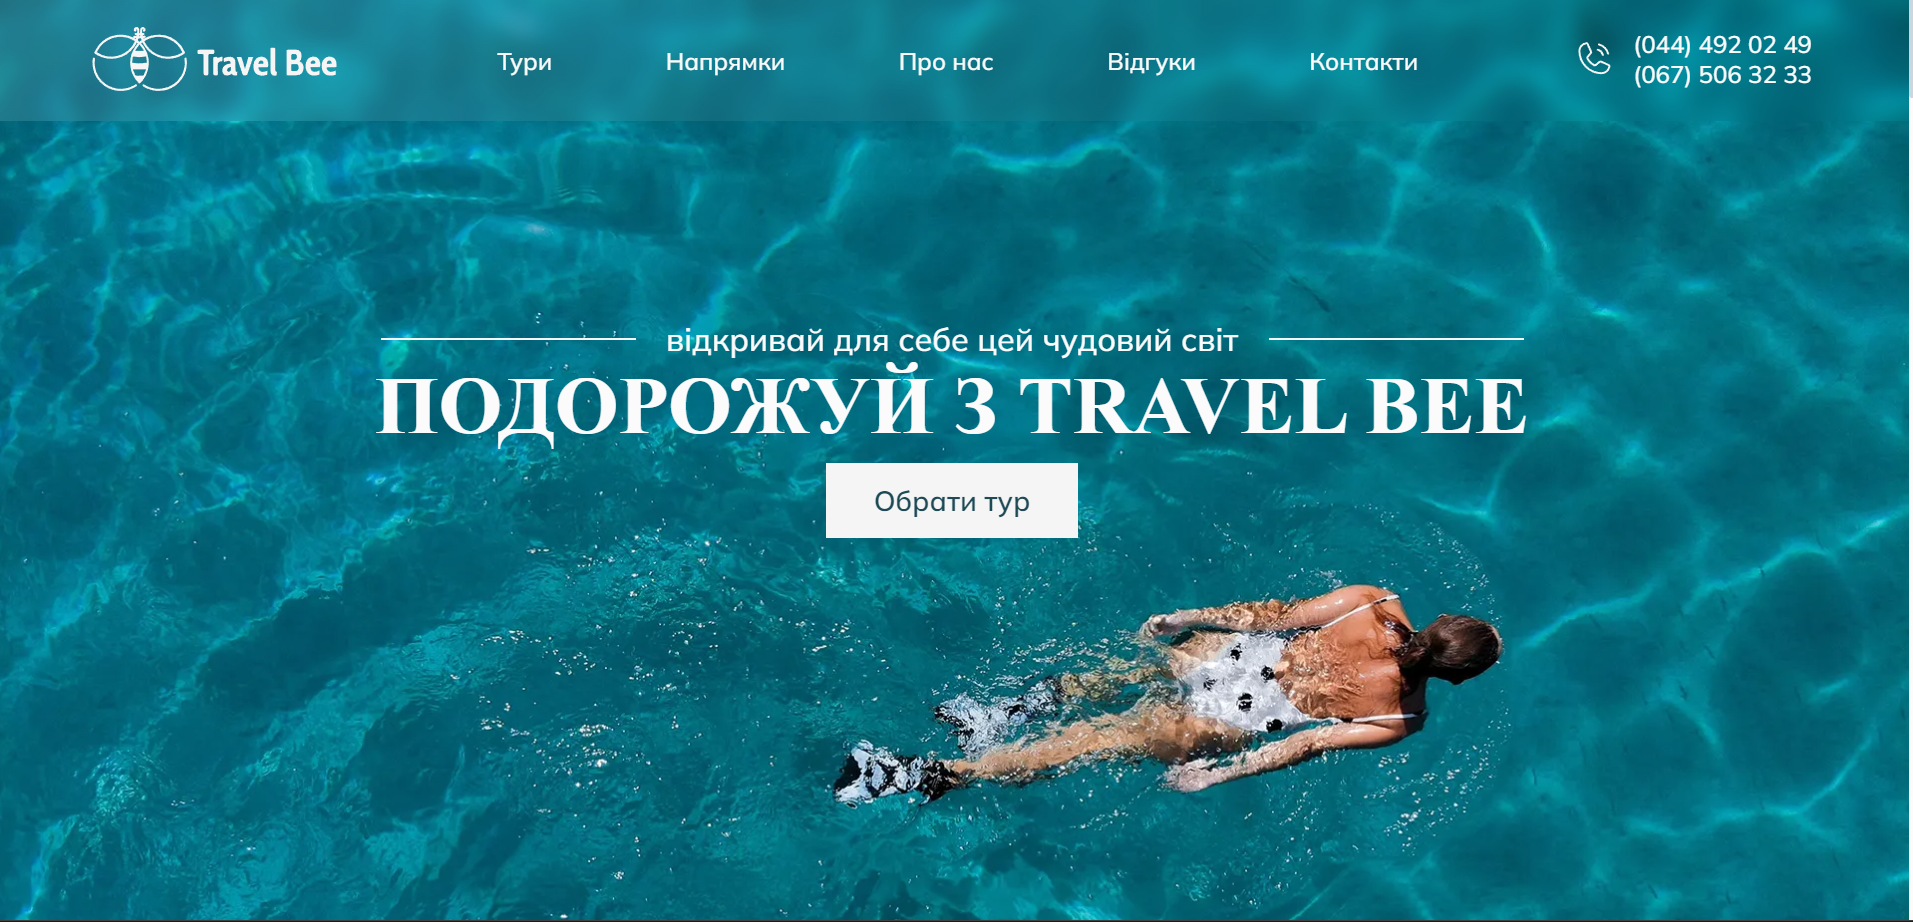 Travel Bee
Тури
Напрямки
Про нас
Відгуки
Контакти
(044) 492 02 49
(067) 506 32 33
відкривай для себе цей чудовий світ
ПОДОРОЖУЙ З TRAVEL BEE
Обрати тур